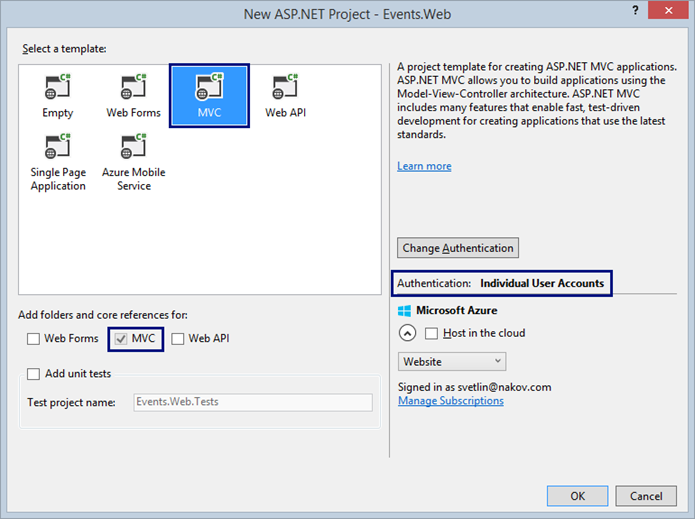 New ASP.NET Project - Events.Web
? x
Select a template:
C# C# C# C#
Empty Web Forms MVC Web API
C# C#
Single Page Azure Mobile
Application Service
A project template for creating ASP.NET MVC applications.
ASP.NET MVC allows you to build applications using the
Model-View-Controller architecture. ASP.NET MVC
includes many features that enable fast, test-driven
development for creating applications that use the latest
standards.
Learn more
Change Authentication
Authentication: Individual User Accounts
Add folders and core references for:
Web Forms MVC Web API
Add unit tests
Test project name: Events.Web.Tests
Microsoft Azure
Host in the cloud
Website
Signed in as svetlin@nakov.com
Manage Subscriptions
OK Cancel